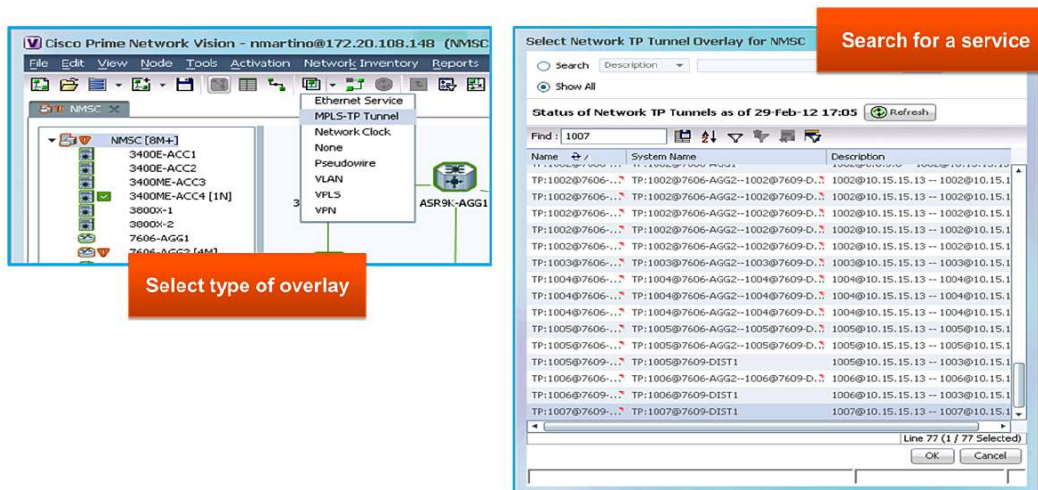 Cisco Prime Network Vision - nmartino@172.20.108.148 (NMSC
File Edit View Node Tools Activation Network Inventory Reports
NMSC
NMSC [8M+]
3400E-ACC1
3400E-ACC2
3400ME-ACC3
3400ME-ACC4 [1N]
3800X-1
3800X-2
7606-AGG1
7606-AGG2 [4M]
Ethernet Service
MPLS-TP Tunnel
Network Clock
None
Pseudowire
VLAN
VPLS
VPN
3
ASR9K-AGG1
Select type of overlay
Select Network TP Tunnel Overlay for NMSC
Search for a service
Search Description
Show All
Status of Network TP Tunnels as of 29-Feb-12 17:05 Refresh
Find : 1007
Name System Name Description
TP:1002@7606-... TP:1002@7606-AGG2--1002@7609-D.. 1002@10.15.15.13 -- 1002@10.15.1
TP:1002@7606-... TP:1002@7606-AGG2--1002@7609-D.. 1002@10.15.15.13 -- 1002@10.15.1
TP:1002@7606-... TP:1002@7606-AGG2--1002@7609-D.. 1002@10.15.15.13 -- 1002@10.15.1
TP:1002@7606-... TP:1002@7606-AGG2--1002@7609-D.. 1002@10.15.15.13 -- 1002@10.15.1
TP:1002@7606-... TP:1002@7606-AGG2--1002@7609-D.. 1002@10.15.15.13 -- 1002@10.15.1
TP:1003@7606-... TP:1003@7606-AGG2--1003@7609-D.. 1003@10.15.15.13 -- 1003@10.15.1
TP:1004@7606-... TP:1004@7606-AGG2--1004@7609-D.. 1004@10.15.15.13 -- 1004@10.15.1
TP:1004@7606-... TP:1004@7606-AGG2--1004@7609-D.. 1004@10.15.15.13 -- 1004@10.15.1
TP:1004@7606-... TP:1004@7606-AGG2--1004@7609-D.. 1004@10.15.15.13 -- 1004@10.15.1
TP:1005@7606-... TP:1005@7606-AGG2--1005@7609-D.. 1005@10.15.15.13 -- 1005@10.15.1
TP:1005@7606-... TP:1005@7606-AGG2--1005@7609-D.. 1005@10.15.15.13 -- 1005@10.15.1
TP:1005@7609-... TP:1005@7609-DIST1 1005@10.15.15.13 -- 1003@10.15.1
TP:1006@7606-... TP:1006@7606-AGG2--1006@7609-D.. 1006@10.15.15.13 -- 1006@10.15.1
TP:1006@7609-... TP:1006@7609-DIST1 1006@10.15.15.13 -- 1003@10.15.1
TP:1007@7609-... TP:1007@7609-DIST1 1007@10.15.15.13 -- 1007@10.15.1
Line 77 (1 / 77 Selected)
OK Cancel